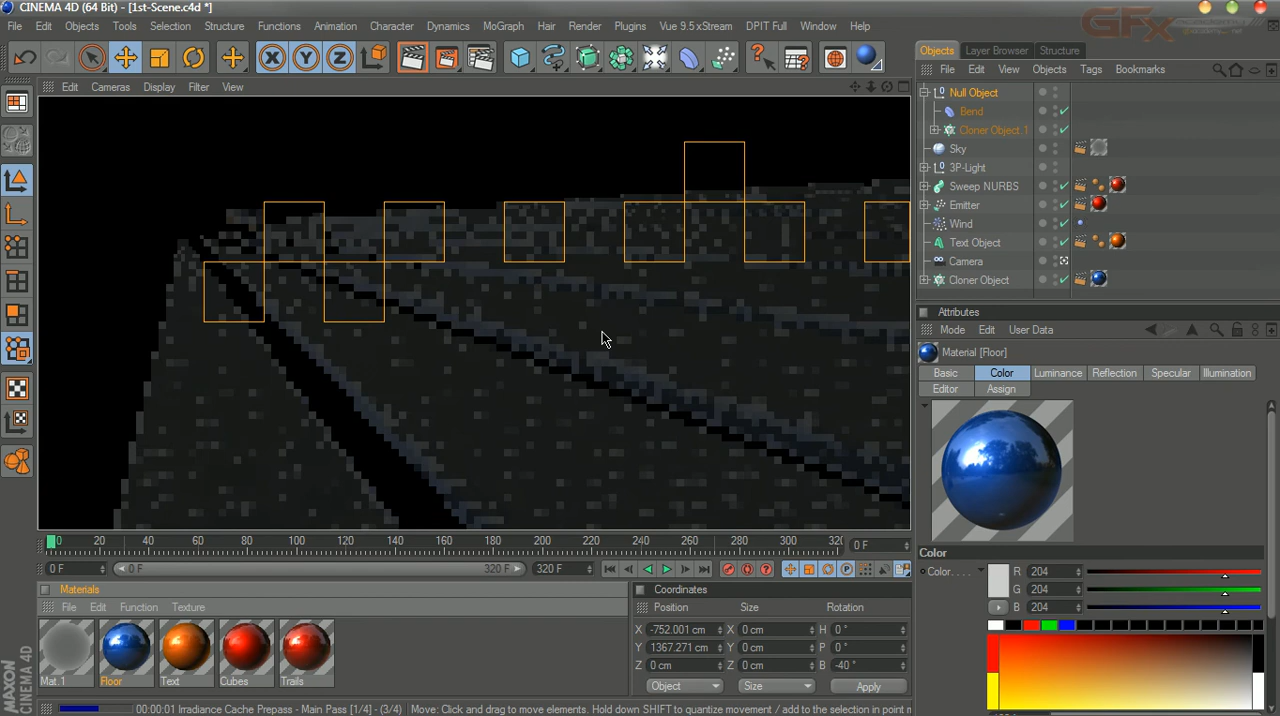 CINEMA 4D (64 Bit) - [1st-Scene.c4d *]
File Edit Objects Tools Selection Structure Functions Animation Character Dynamics MoGraph Hair Render Plugins Vue 9.5xStream DPIT Full Window Help
GFx
Objects Layer Browser Structure
File Edit View Objects Tags Bookmarks
Edit Cameras Display Filter View
Null Object
Bend
Cloner Object.1
Sky
3P-Light
Sweep NURBS
Emitter
Wind
Text Object
Camera
Cloner Object
Attributes
Mode Edit User Data
Material [Floor]
Basic Color Luminance Reflection Specular Illumination
Editor Assign
Color
Color. . . . R 204
G 204
B 204
0 20 40 60 80 100 120 140 160 180 200 220 240 260 280 300 320 0 F
0 F 0 F 320 F 320 F
Materials
File Edit Function Texture
Mat.1 Floor Text Cubes Trails
Coordinates
Position Size Rotation
X -752.001 cm X 0 cm H 0 °
Y 1367.271 cm Y 0 cm P 0 °
Z 0 cm Z 0 cm B -40 °
Object Size Apply
MAXON
CINEMA 4D
00:00:01 Irradiance Cache Prepass - Main Pass [1/4] - (3/4) Move: Click and drag to move elements. Hold down SHIFT to quantize movement / add to the selection in point m